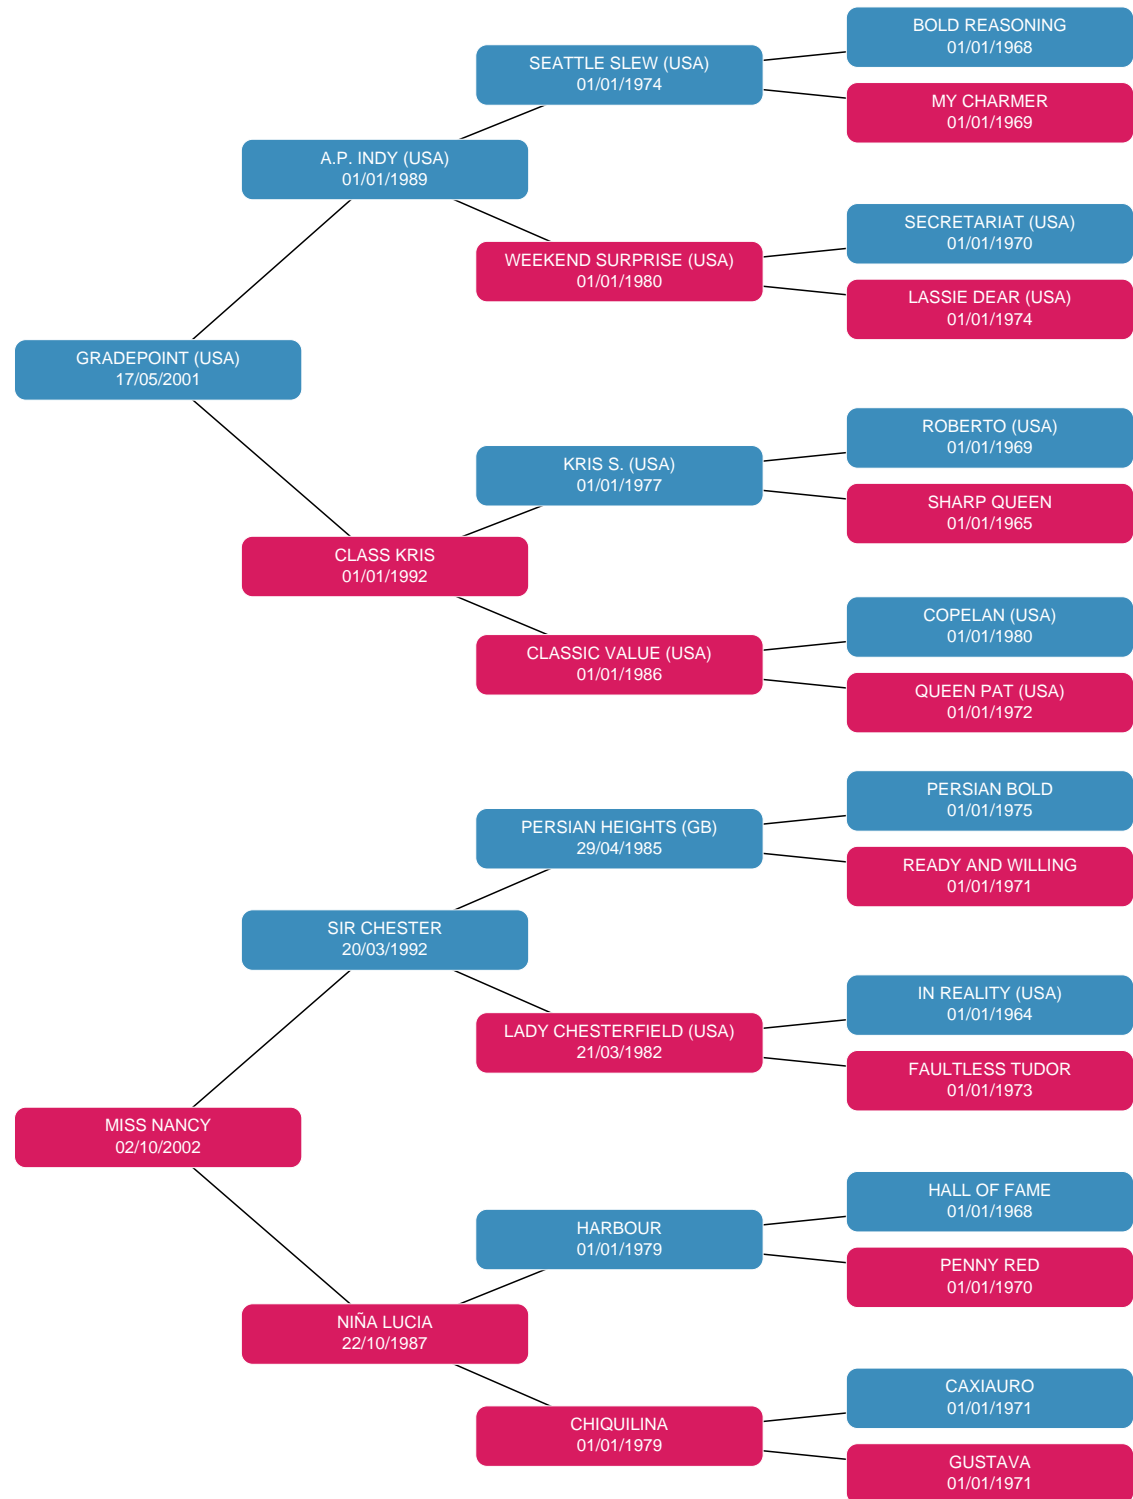 BOLD REASONING
01/01/1968
SEATTLE SLEW (USA)
01/01/1974
MY CHARMER
01/01/1969
A.P. INDY (USA)
01/01/1989
SECRETARIAT (USA)
01/01/1970
WEEKEND SURPRISE (USA)
01/01/1980
LASSIE DEAR (USA)
01/01/1974
GRADEPOINT (USA)
17/05/2001
ROBERTO (USA)
01/01/1969
KRIS S. (USA)
01/01/1977
SHARP QUEEN
01/01/1965
CLASS KRIS
01/01/1992
COPELAN (USA)
01/01/1980
CLASSIC VALUE (USA)
01/01/1986
QUEEN PAT (USA)
01/01/1972
PERSIAN BOLD
01/01/1975
PERSIAN HEIGHTS (GB)
29/04/1985
READY AND WILLING
01/01/1971
SIR CHESTER
20/03/1992
IN REALITY (USA)
01/01/1964
LADY CHESTERFIELD (USA)
21/03/1982
FAULTLESS TUDOR
01/01/1973
MISS NANCY
02/10/2002
HALL OF FAME
01/01/1968
HARBOUR
01/01/1979
PENNY RED
01/01/1970
NIÑA LUCIA
22/10/1987
CAXIAURO
01/01/1971
CHIQUILINA
01/01/1979
GUSTAVA
01/01/1971